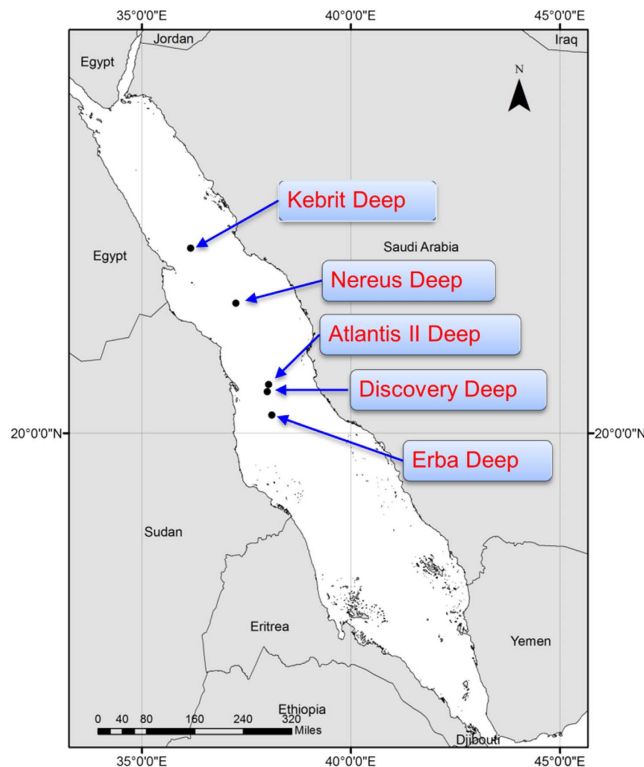 35°0'0"E 40°0'0"E 45°0'0"E
Jordan
Iraq
Egypt
N
Kebrit Deep
Saudi Arabia
Egypt
Nereus Deep
Atlantis II Deep
Discovery Deep
20°0'0"N
20°0'0"N
Erba Deep
Sudan
Eritrea
Yemen
Ethiopia
0 40 80 160 240 320
Miles
Djibouti
35°0'0"E 40°0'0"E 45°0'0"E